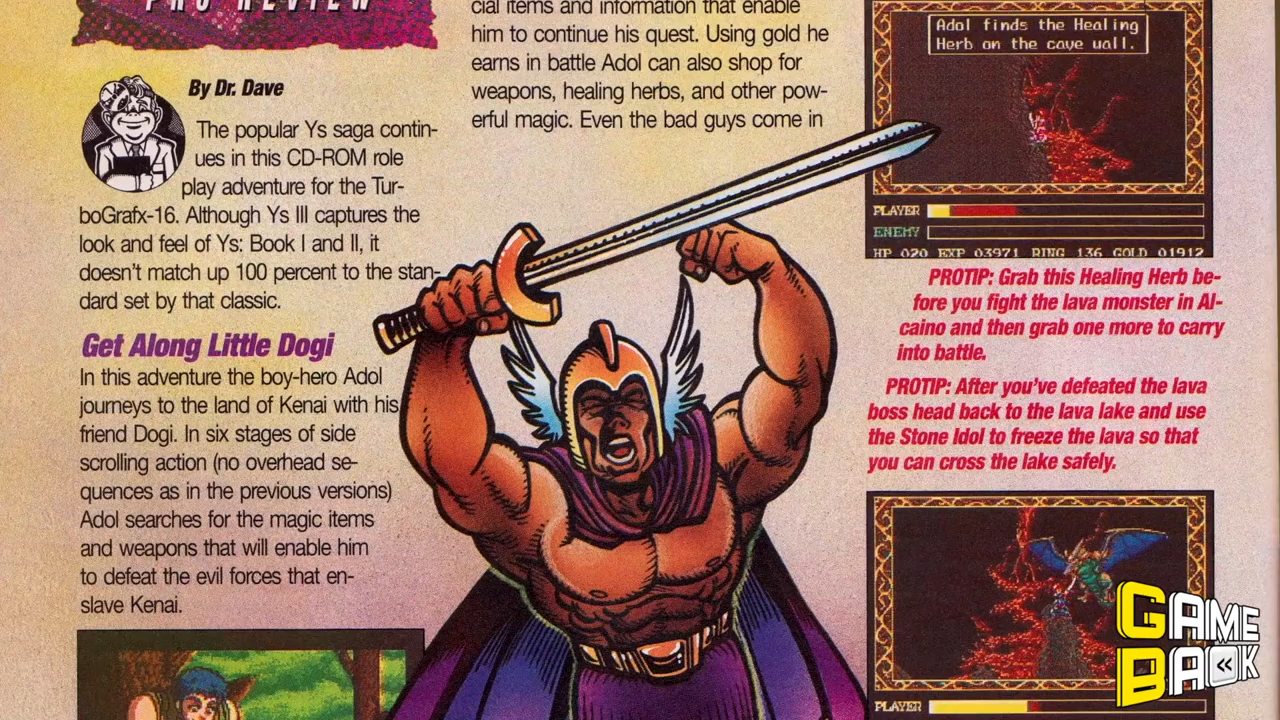 PRO REVIEW
By Dr. Dave
The popular Ys saga contin-
ues in this CD-ROM role
play adventure for the Tur-
boGrafx-16. Although Ys III captures the
look and feel of Ys: Book I and II, it
doesn't match up 100 percent to the stan-
dard set by that classic.
Get Along Little Dogi
In this adventure the boy-hero Adol
journeys to the land of Kenai with his
friend Dogi. In six stages of side
scrolling action (no overhead se-
quences as in the previous versions)
Adol searches for the magic items
and weapons that will enable him
to defeat the evil forces that en-
slave Kenai.
cial items and information that enable
him to continue his quest. Using gold he
earns in battle Adol can also shop for
weapons, healing herbs, and other pow-
erful magic. Even the bad guys come in
Adol finds the Healing
Herb on the cave wall.
PLAYER
ENEMY
HP 020 EXP 03971 RING 136 GOLD 01912
PROTIP: Grab this Healing Herb be-
fore you fight the lava monster in Al-
caino and then grab one more to carry
into battle.
PROTIP: After you've defeated the lava
boss head back to the lava lake and use
the Stone Idol to freeze the lava so that
you can cross the lake safely.
PLAYER
GAME
BACK